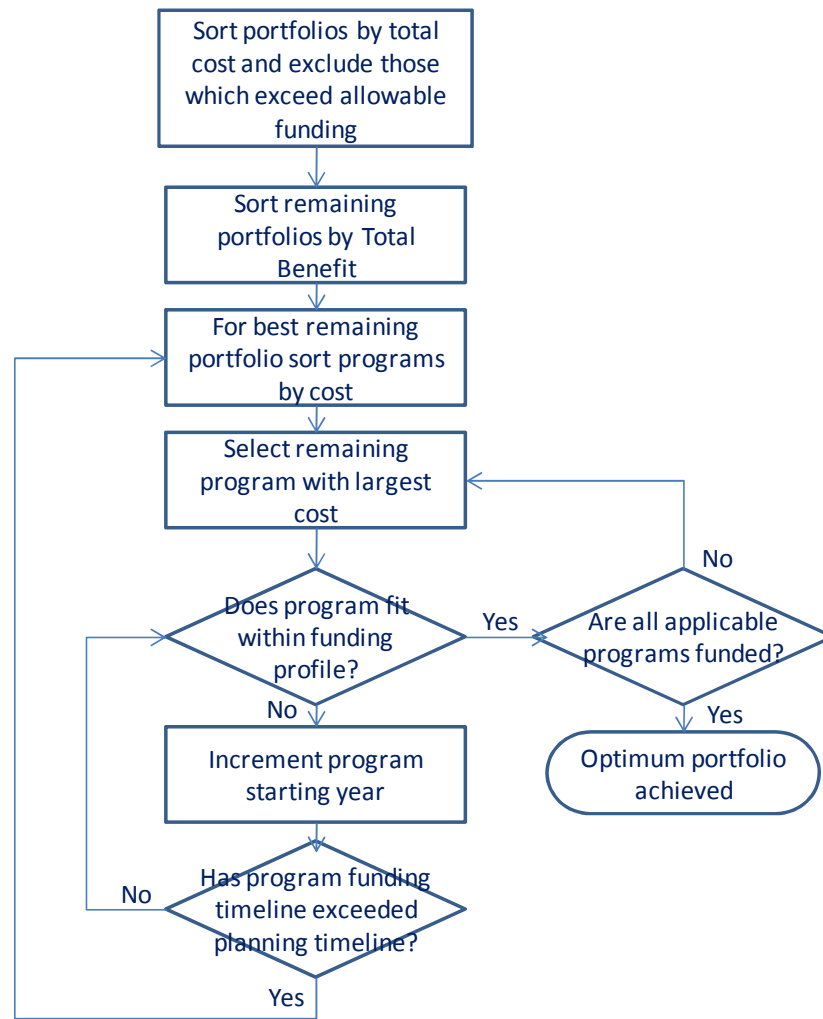 Sort portfolios by total
cost and exclude those
which exceed allowable
funding
Sort remaining
portfolios by Total
Benefit
For best remaining
portfolio sort programs
by cost
Select remaining
program with largest
cost
No
Does program fit
within funding
profile?
Yes
Are all applicable
programs funded?
No
Yes
Increment program
starting year
Optimum portfolio
achieved
No
Has program funding
timeline exceeded
planning timeline?
Yes